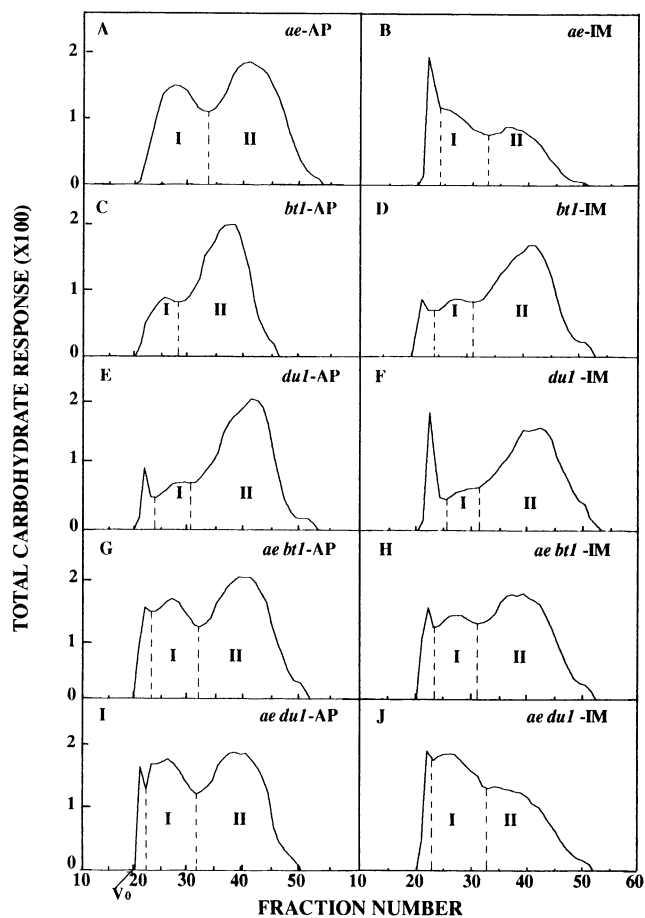 A ae-AP
B ae-IM
2
1
0
I II
I II
C bt1-AP
D bt1-IM
2
1
0
I II
I II
E du1-AP
F du1-IM
2
1
0
I II
I II
G ae bt1-AP
H ae bt1-IM
2
1
0
I II
I II
I ae du1-AP
J ae du1-IM
2
1
0
I II
I II
10 20 30 40 50 10 20 30 40 50 60
V0
FRACTION NUMBER
TOTAL CARBOHYDRATE RESPONSE (X100)